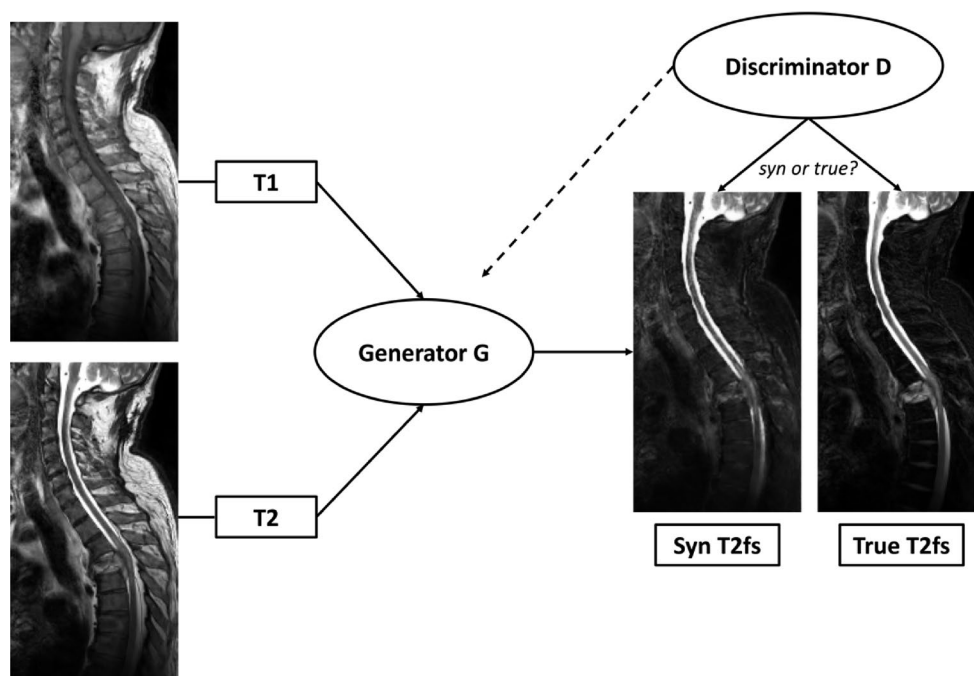 Discriminator D
syn or true?
T1
Generator G
T2
Syn T2fs
True T2fs